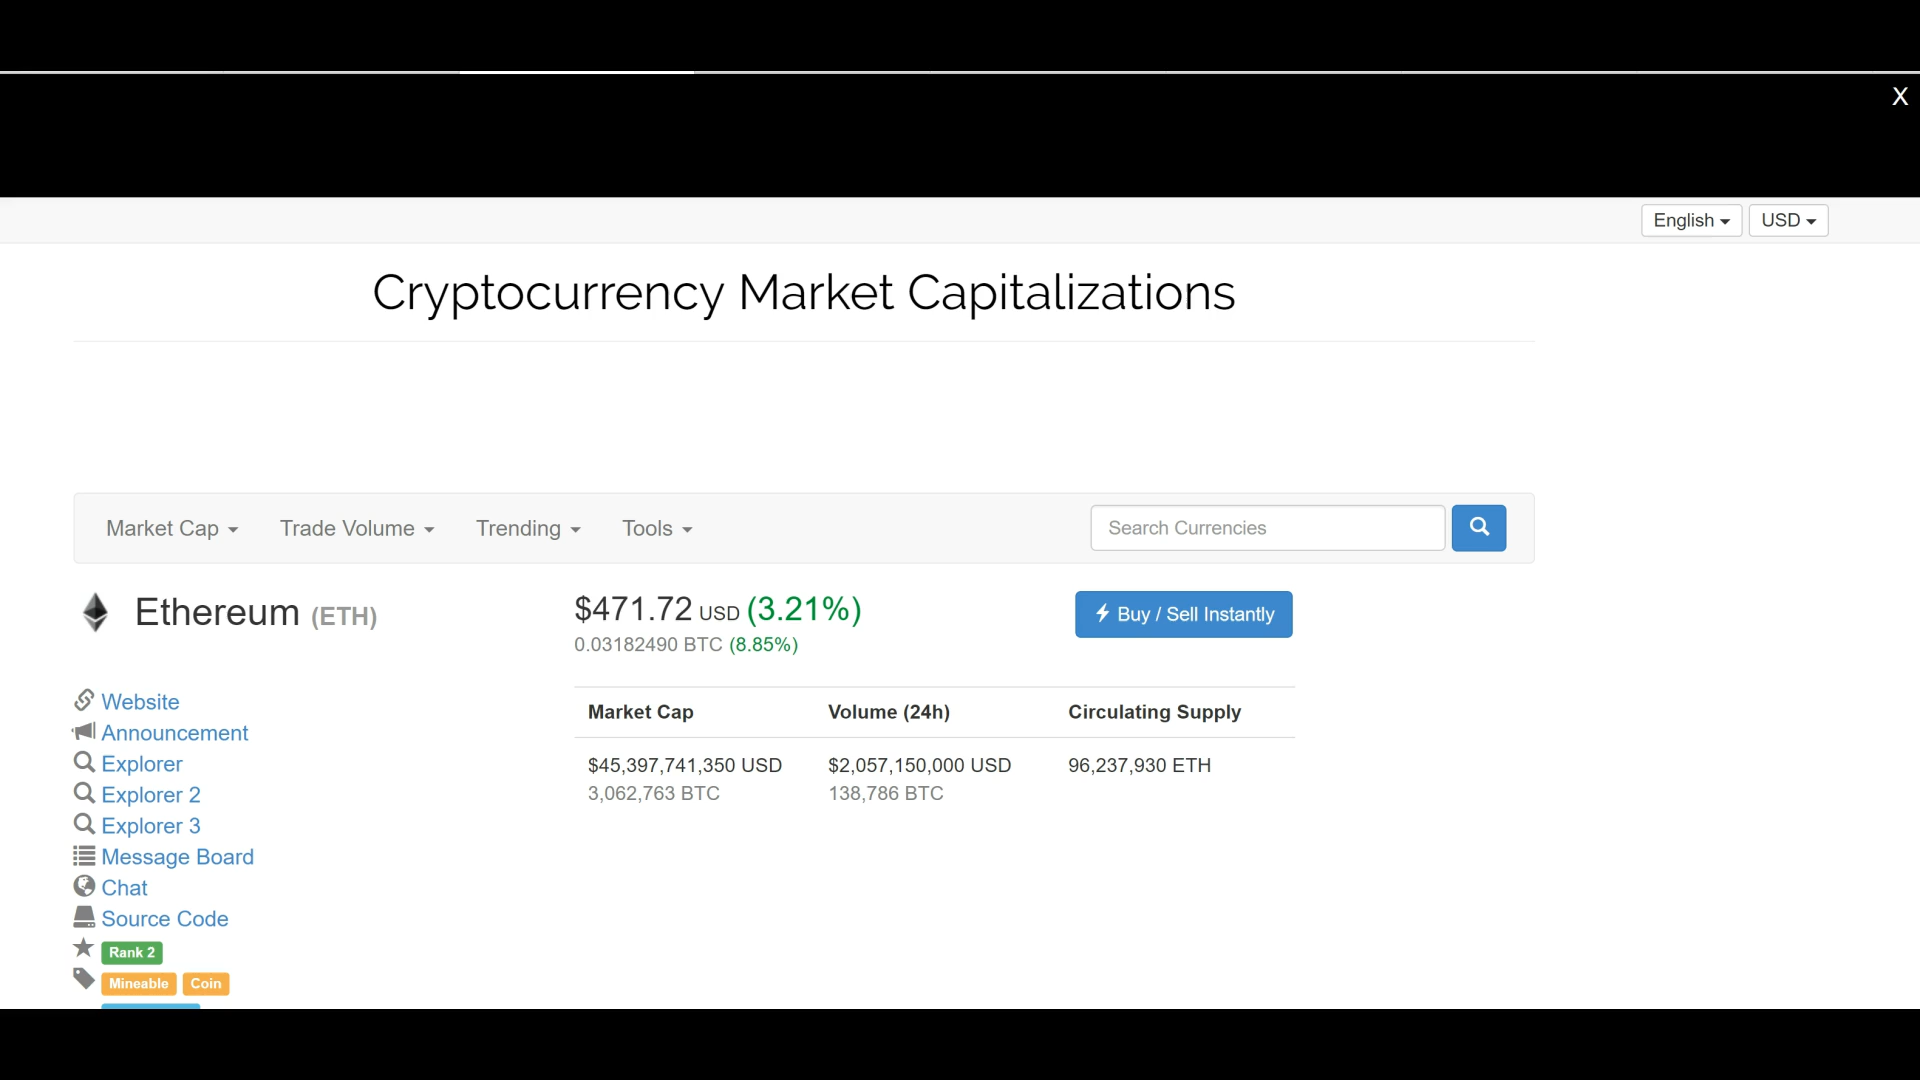 X
English USD
Cryptocurrency Market Capitalizations
Market Cap Trade Volume Trending Tools Search Currencies
Ethereum (ETH)
$471.72 USD (3.21%)
0.03182490 BTC (8.85%)
Buy / Sell Instantly
Website
Announcement
Explorer
Explorer 2
Explorer 3
Message Board
Chat
Source Code
Rank 2
Mineable Coin
Market Cap Volume (24h) Circulating Supply
$45,397,741,350 USD $2,057,150,000 USD 96,237,930 ETH
3,062,763 BTC 138,786 BTC